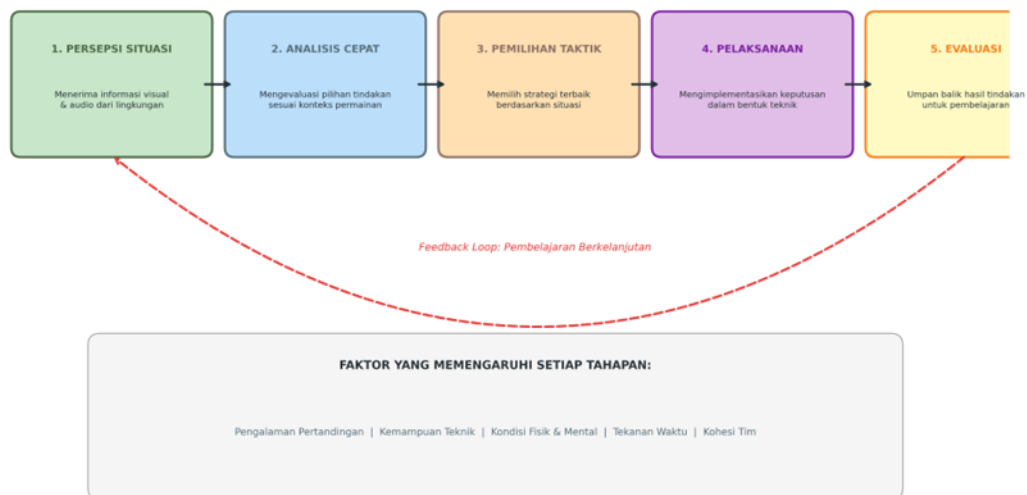 1. PERSEPSI SITUASI
Menerima informasi visual
& audio dari lingkungan
2. ANALISIS CEPAT
Mengevaluasi pilihan tindakan
sesuai konteks permainan
3. PEMILIHAN TAKTIK
Memilih strategi terbaik
berdasarkan situasi
4. PELAKSANAAN
Mengimplementasikan keputusan
dalam bentuk teknik
5. EVALUASI
Umpan balik hasil tindakan
untuk pembelajaran
Feedback Loop: Pembelajaran Berkelanjutan
FAKTOR YANG MEMENGARUHI SETIAP TAHAPAN:
Pengalaman Pertandingan | Kemampuan Teknik | Kondisi Fisik & Mental | Tekanan Waktu | Kohesi Tim